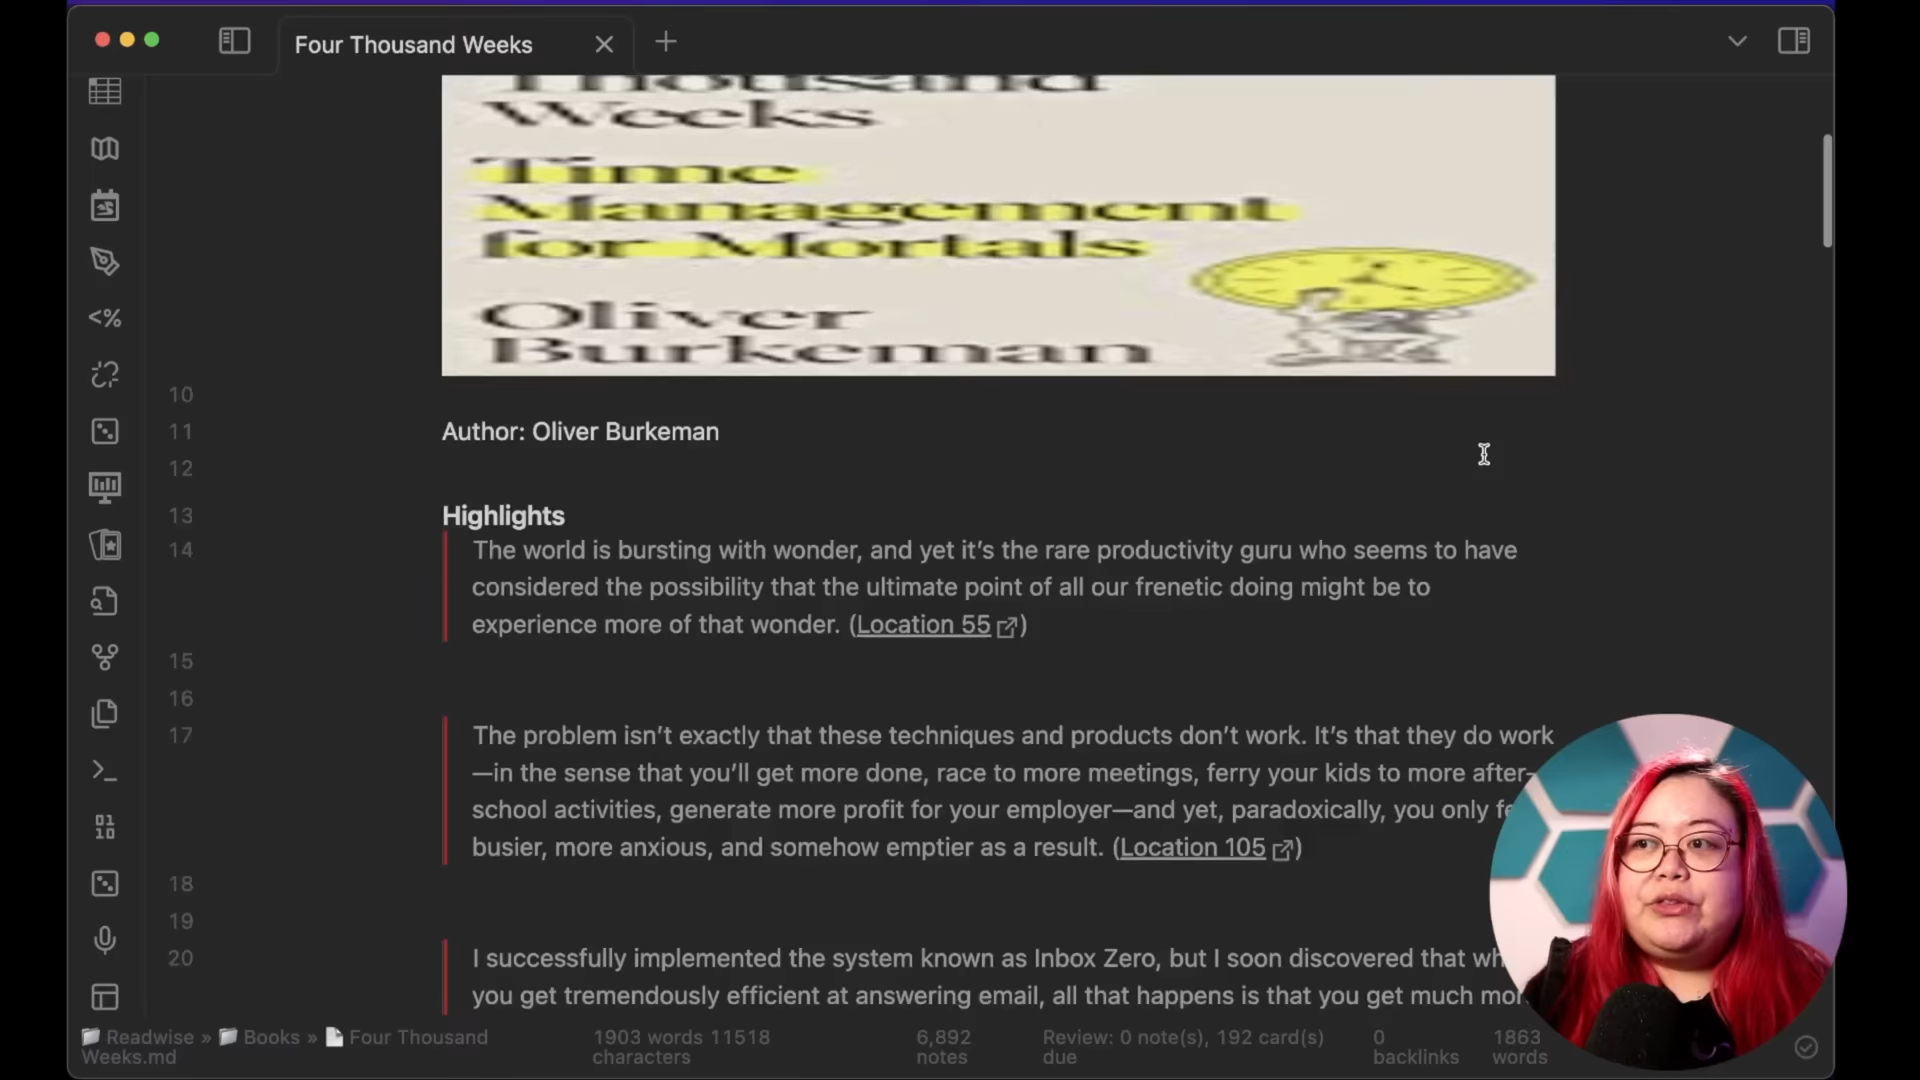 Four Thousand Weeks
Thousand
Weeks
Time
Management
for Mortals
Oliver
Burkeman
<%
10
11 Author: Oliver Burkeman
12
13 Highlights
14 The world is bursting with wonder, and yet it’s the rare productivity guru who seems to have
considered the possibility that the ultimate point of all our frenetic doing might be to
experience more of that wonder. (Location 55)
15
16
17 The problem isn’t exactly that these techniques and products don’t work. It’s that they do work
—in the sense that you’ll get more done, race to more meetings, ferry your kids to more after-
school activities, generate more profit for your employer—and yet, paradoxically, you only
busier, more anxious, and somehow emptier as a result. (Location 105)
18
19
20 I successfully implemented the system known as Inbox Zero, but I soon discovered that
you get tremendously efficient at answering email, all that happens is that you get much
Readwise » Books » Four Thousand
Weeks.md
1903 words 11518
characters
6,892
notes
Review: 0 note(s), 192 card(s)
due
0
backlinks
1863
words